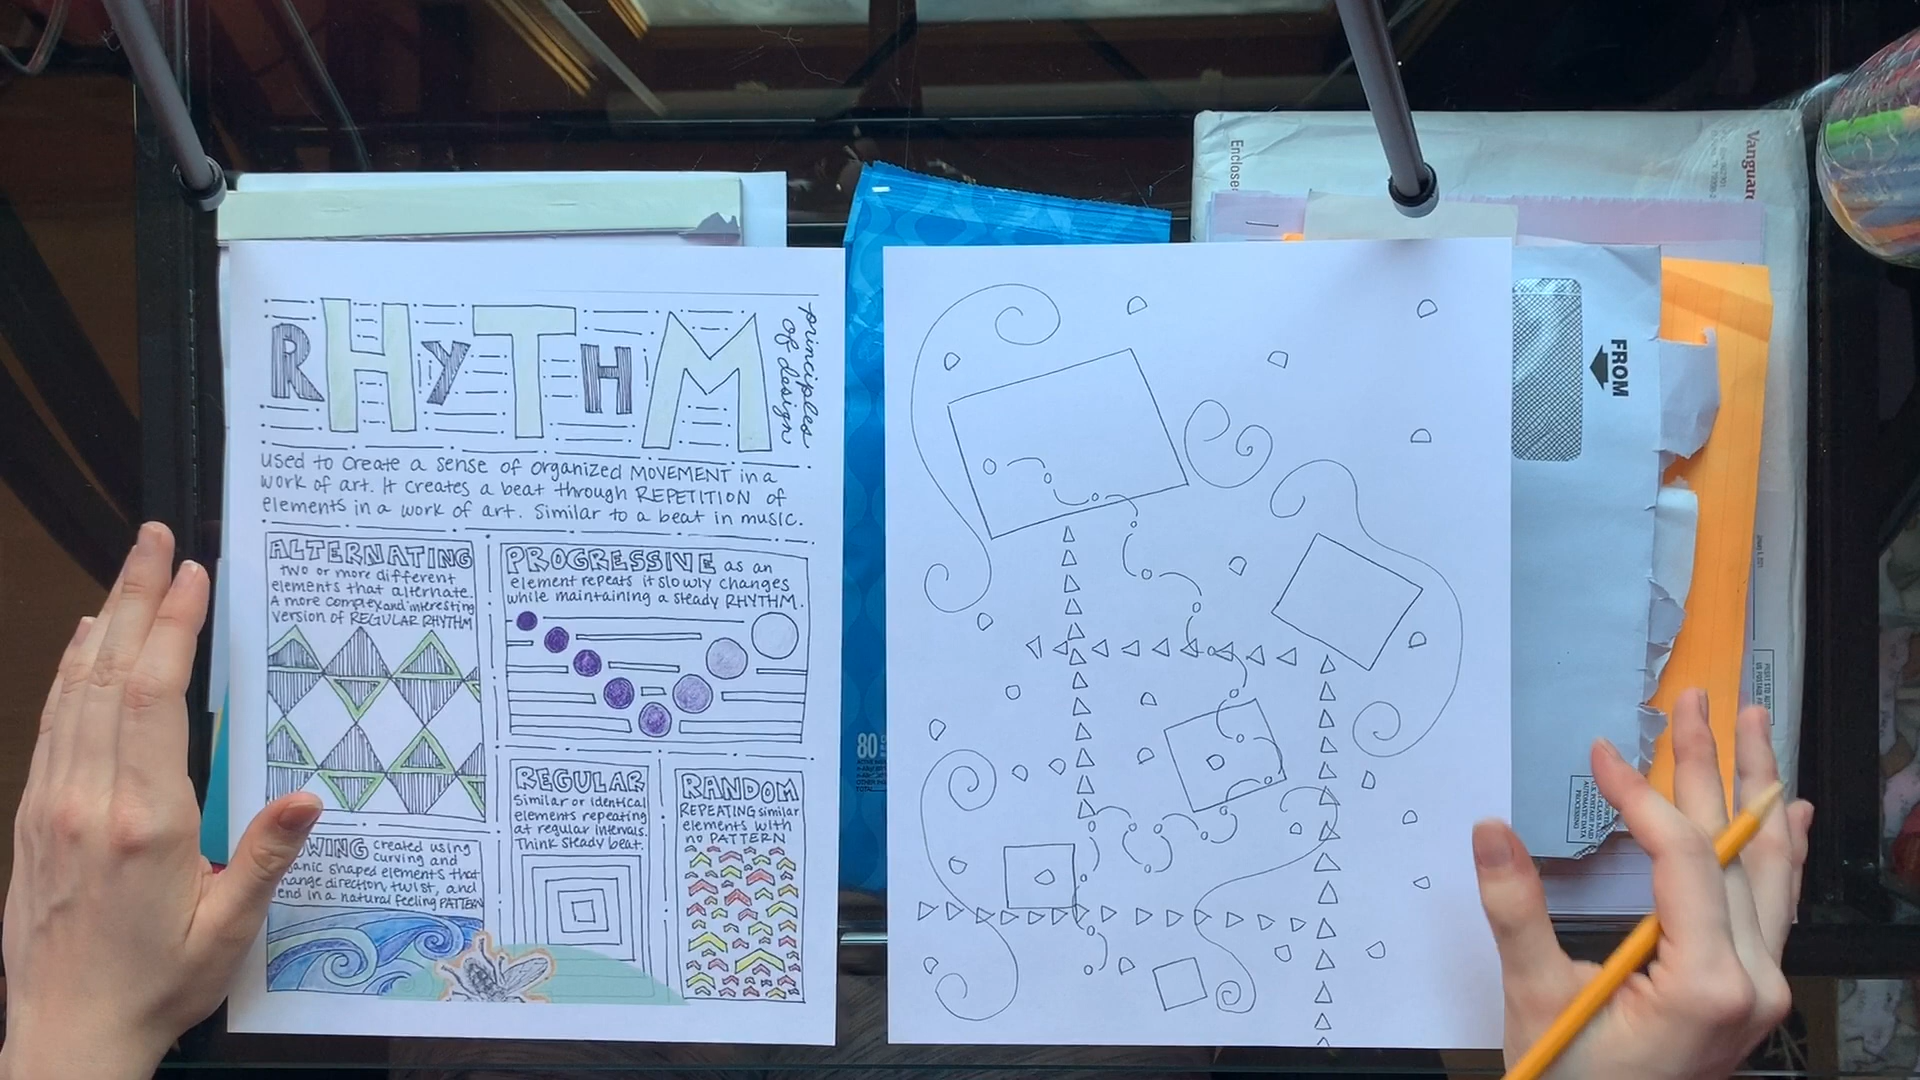 RHYTHM
principles
of design
Used to create a sense of organized MOVEMENT in a
work of art. It creates a beat through REPETITION of
elements in a work of art. Similar to a beat in music.
ALTERNATING
two or more different
elements that alternate.
A more complex and interesting
version of REGULAR RHYTHM
PROGRESSIVE as an
element repeats it slowly changes
while maintaining a steady RHYTHM.
REGULAR
Similar or identical
elements repeating
at regular intervals.
Think steady beat.
RANDOM
REPEATING similar
elements with
no PATTERN
OWING created using
curving and
anic shaped elements that
hange direction, twist, and
end in a natural feeling PATTERN
80
Enclose
Vanguar
FROM